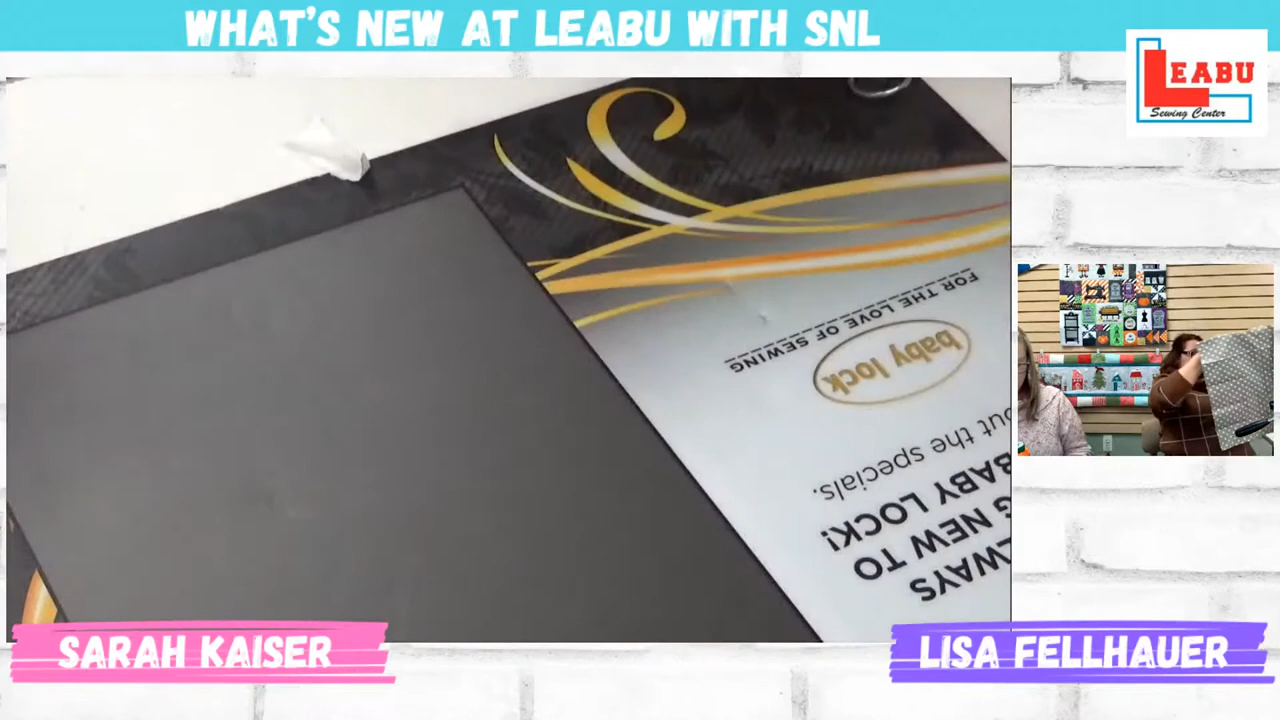 WHAT'S NEW AT LEABU WITH SNL
LEABU
Sewing Center
FOR THE LOVE OF SEWING
baby lock
out the specials.
BABY LOCK!
G NEW TO
WAYS
SARAH KAISER
LISA FELLHAUER